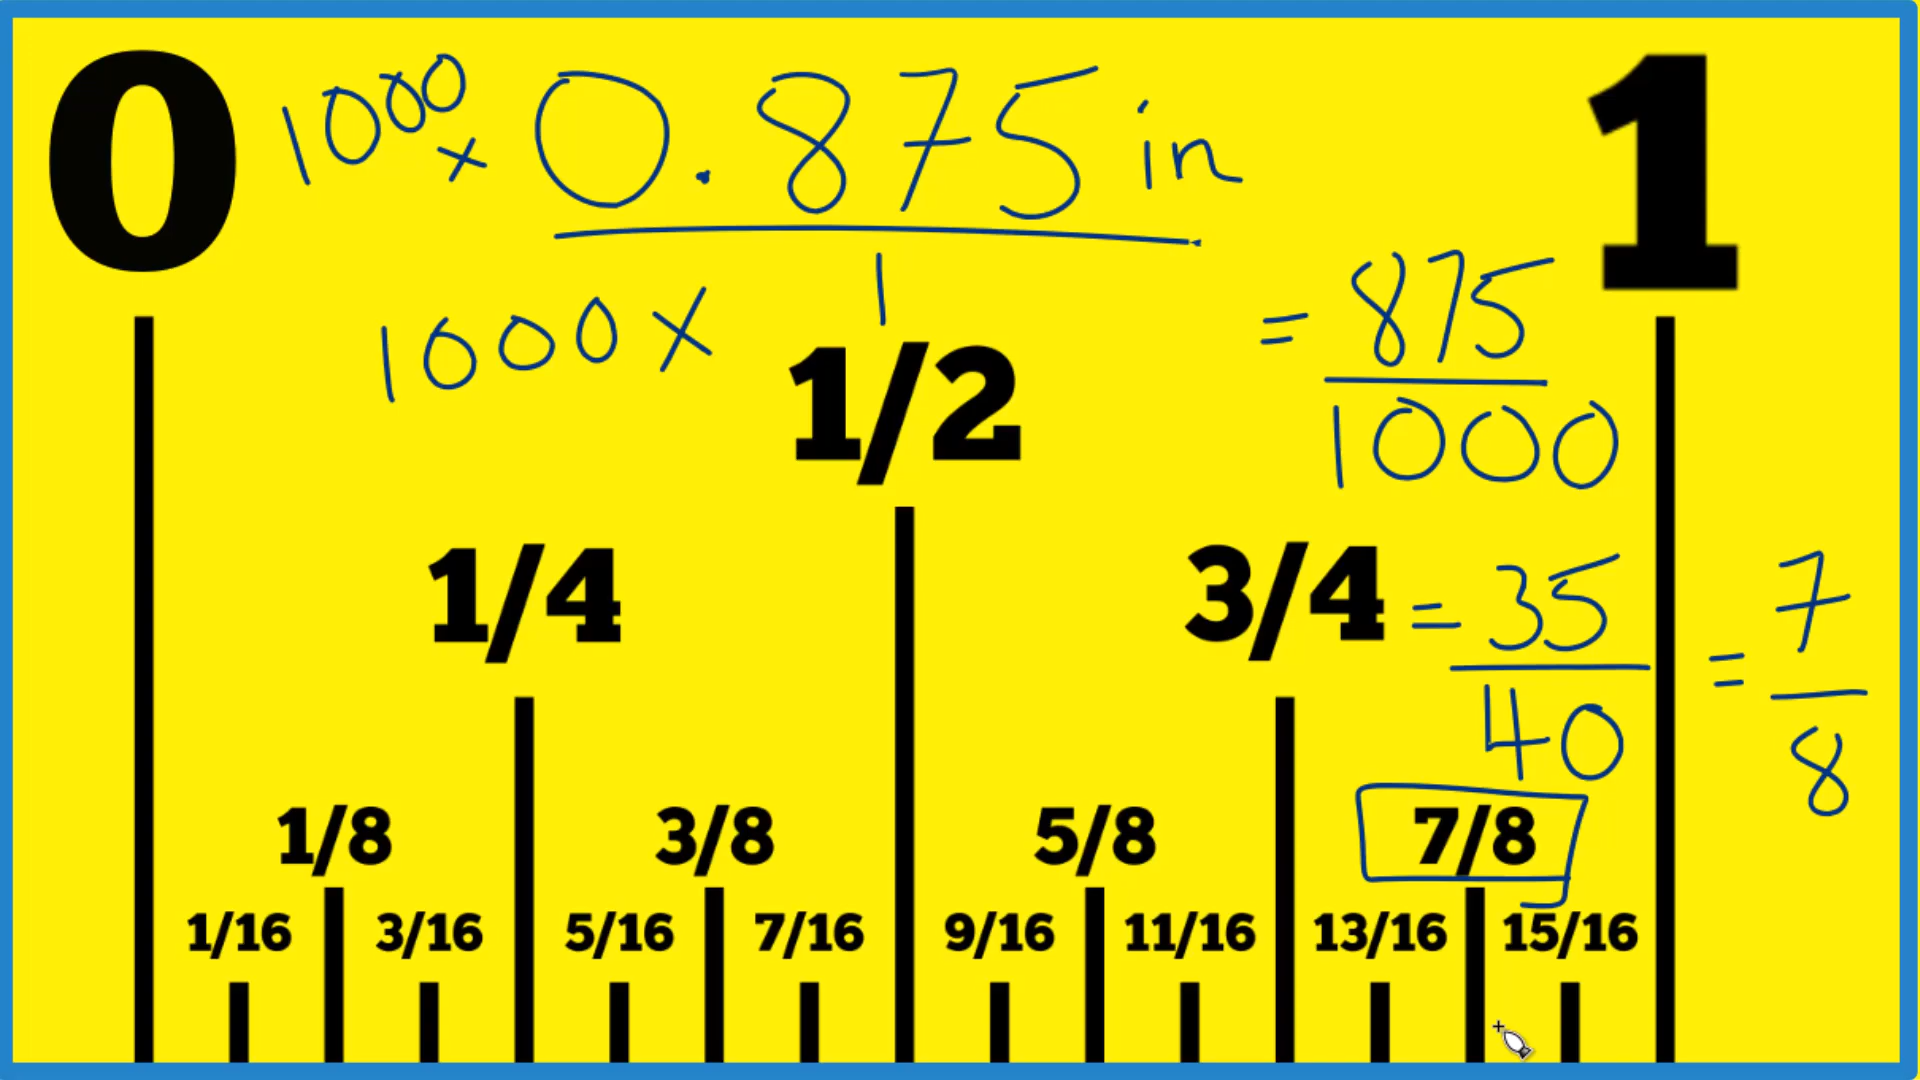 0 1000 × 0.875 in 1
1000 × 1
= 875
1000
1/2
1/4 3/4 = 35
40
= 7
8
1/8 3/8 5/8 7/8
1/16 3/16 5/16 7/16 9/16 11/16 13/16 15/16